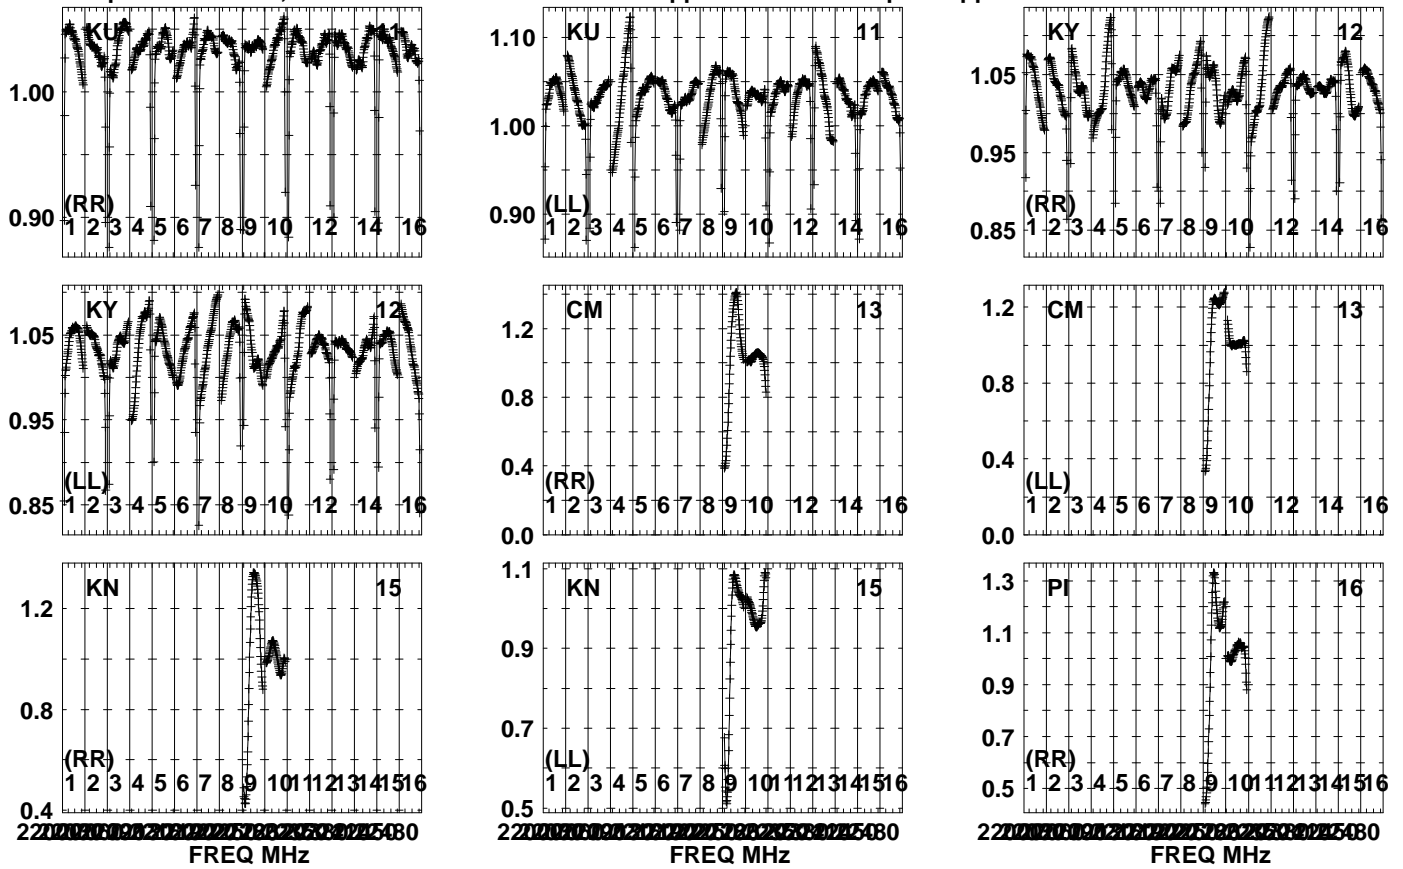 KU 11
1.00
(RR)
0.90
1 2 3 4 5 6 7 8 9 10 12 14 16
KU 11
1.10
1.00
(LL)
0.90
1 2 3 4 5 6 7 8 9 10 12 14 16
KY 12
1.05
0.95
(RR)
0.85
1 2 3 4 5 6 7 8 9 10 12 14 16
KY 12
1.05
0.95
(LL)
0.85
1 2 3 4 5 6 7 8 9 10 12 14 16
CM 13
1.2
0.8
0.4
(RR)
1 2 3 4 5 6 7 8 9 10 12 14 16
0.0
CM 13
1.2
0.8
0.4
(LL)
1 2 3 4 5 6 7 8 9 10 12 14 16
0.0
KN 15
1.2
0.8
(RR)
1 2 3 4 5 6 7 8 9 10 11 12 13 14 15 16
0.4
FREQ MHz
KN 15
1.1
0.9
0.7
(LL)
1 2 3 4 5 6 7 8 9 10 11 12 13 14 15 16
0.5
FREQ MHz
PI 16
1.3
1.1
0.9
0.7
(RR)
0.5
1 2 3 4 5 6 7 8 9 10 11 12 13 14 15 16
FREQ MHz